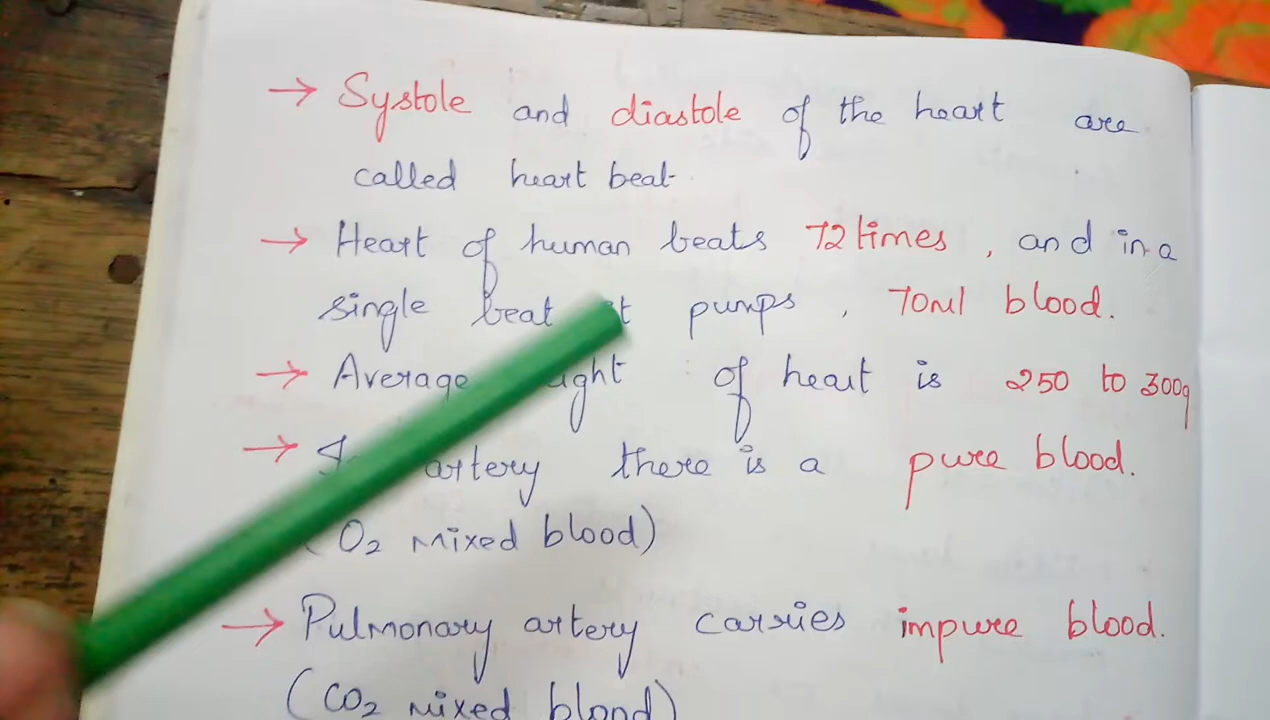 → Systole and diastole of the heart are
called heart beat.
→ Heart of human beats 72 times, and in a
single beat pumps, 70ml blood.
→ Average of heart is 250 to 300g
→ artery there is a pure blood.
(O2 mixed blood)
→ Pulmonary artery carries impure blood.
(CO2 mixed blood)